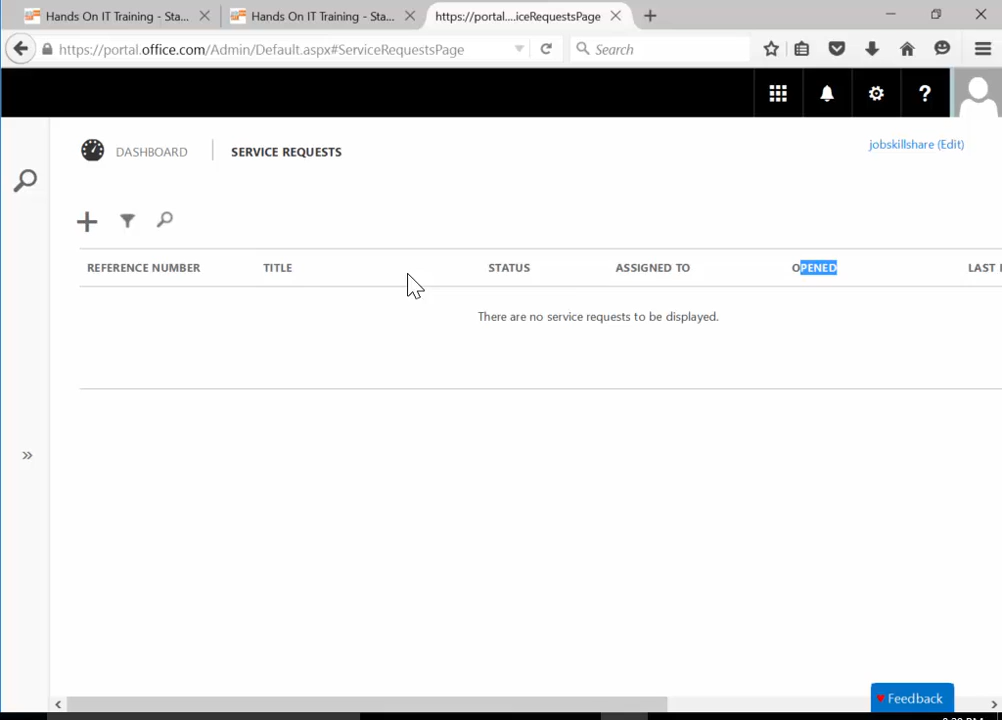 Hands On IT Training - Sta...
Hands On IT Training - Sta...
https://portal....iceRequestsPage
https://portal.office.com/Admin/Default.aspx#ServiceRequestsPage
Search
DASHBOARD
SERVICE REQUESTS
jobskillshare (Edit)
REFERENCE NUMBER
TITLE
STATUS
ASSIGNED TO
OPENED
LAST
There are no service requests to be displayed.
Feedback